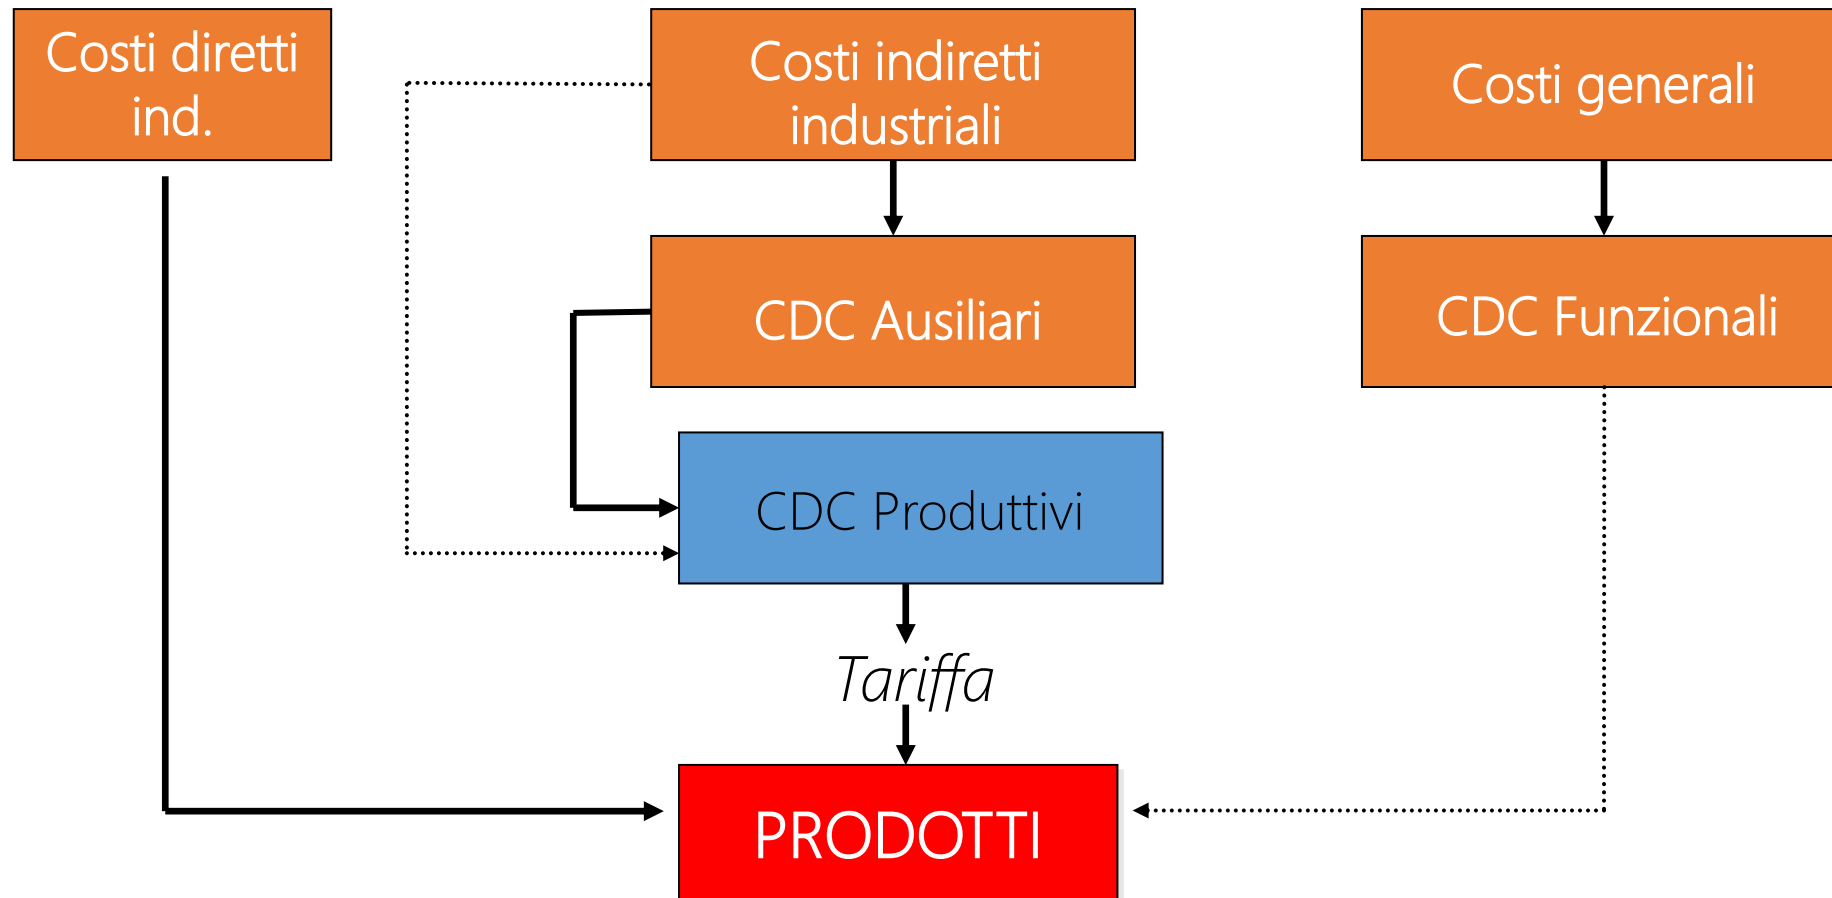 Costi diretti
ind.
Costi indiretti
industriali
Costi generali
CDC Ausiliari
CDC Funzionali
CDC Produttivi
Tariffa
PRODOTTI